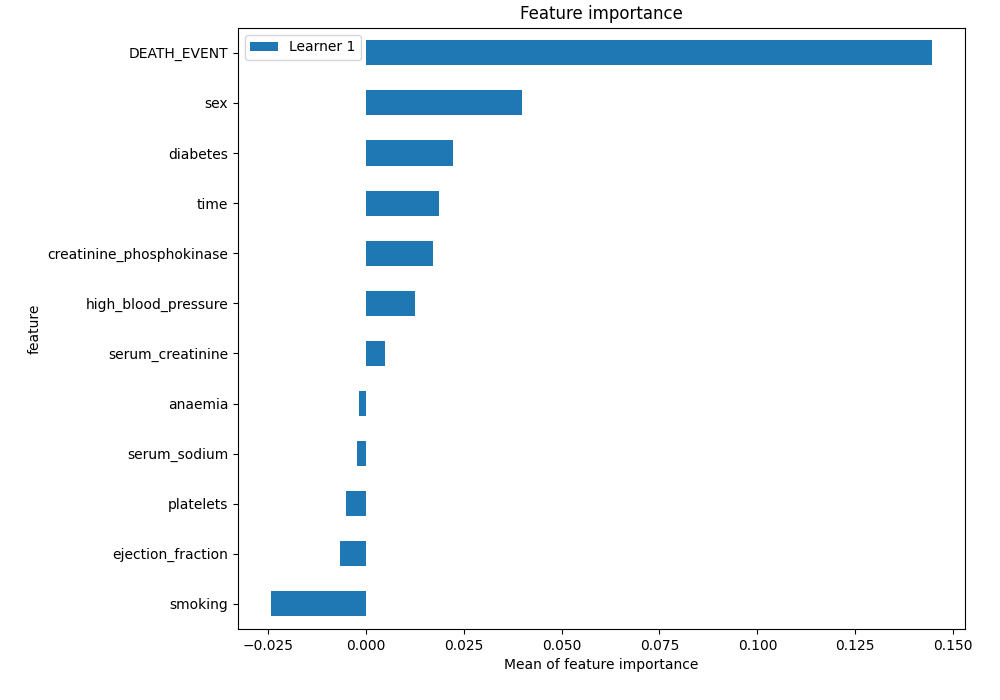 Feature importance
Learner 1
DEATH_EVENT
sex
diabetes
time
creatinine_phosphokinase
high_blood_pressure
serum_creatinine
anaemia
serum_sodium
platelets
ejection_fraction
smoking
feature
−0.025 0.000 0.025 0.050 0.075 0.100 0.125 0.150
Mean of feature importance